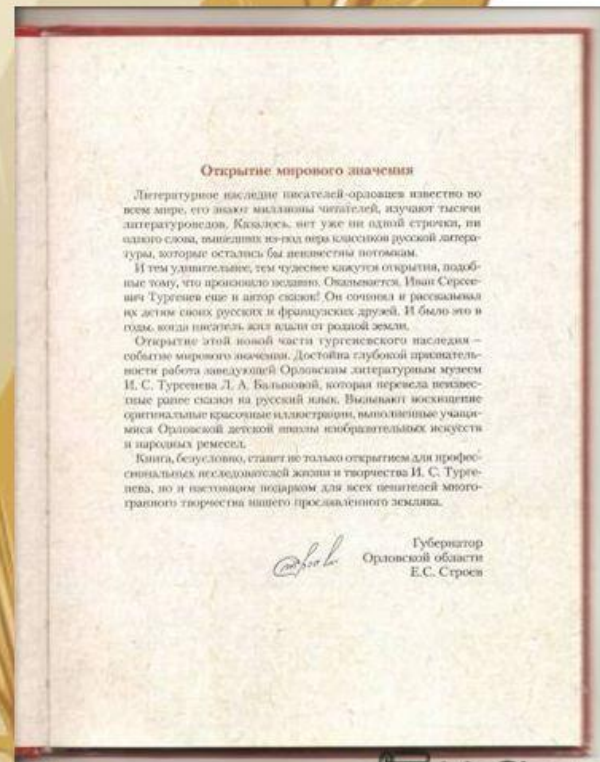 Открытие мирового значения
Литературное наследие писателей-орловцев известно во
всем мире, его знают миллионы читателей, изучают тысячи
литературоведов. Казалось, нет уже ни одной строчки, ни
одного слова, вышедших из-под пера классиков русской литера-
туры, которые остались бы неизвестны потомкам.
И тем удивительнее, тем чудеснее кажутся открытия, подоб-
ные тому, что произошло недавно. Оказывается, Иван Сергее-
вич Тургенев еще и автор сказок! Он сочинял и рассказывал
их детям своих русских и французских друзей. И было это в
годы, когда писатель жил вдали от родной земли.
Открытие этой новой части тургеневского наследия –
событие мирового значения. Достойна глубокой признатель-
ности работа заведующей Орловским литературным музеем
И. С. Тургенева Л. А. Балыковой, которая перевела неизвес-
тные ранее сказки на русский язык. Вызывают восхищение
оригинальные красочные иллюстрации, выполненные учащи-
мися Орловской детской школы изобразительных искусств
и народных ремесел.
Книга, безусловно, станет не только открытием для профес-
сиональных исследователей жизни и творчества И. С. Турге-
нева, но и настоящим подарком для всех ценителей много-
гранного творчества нашего прославленного земляка.
Губернатор
Орловской области
Е.С. Строев